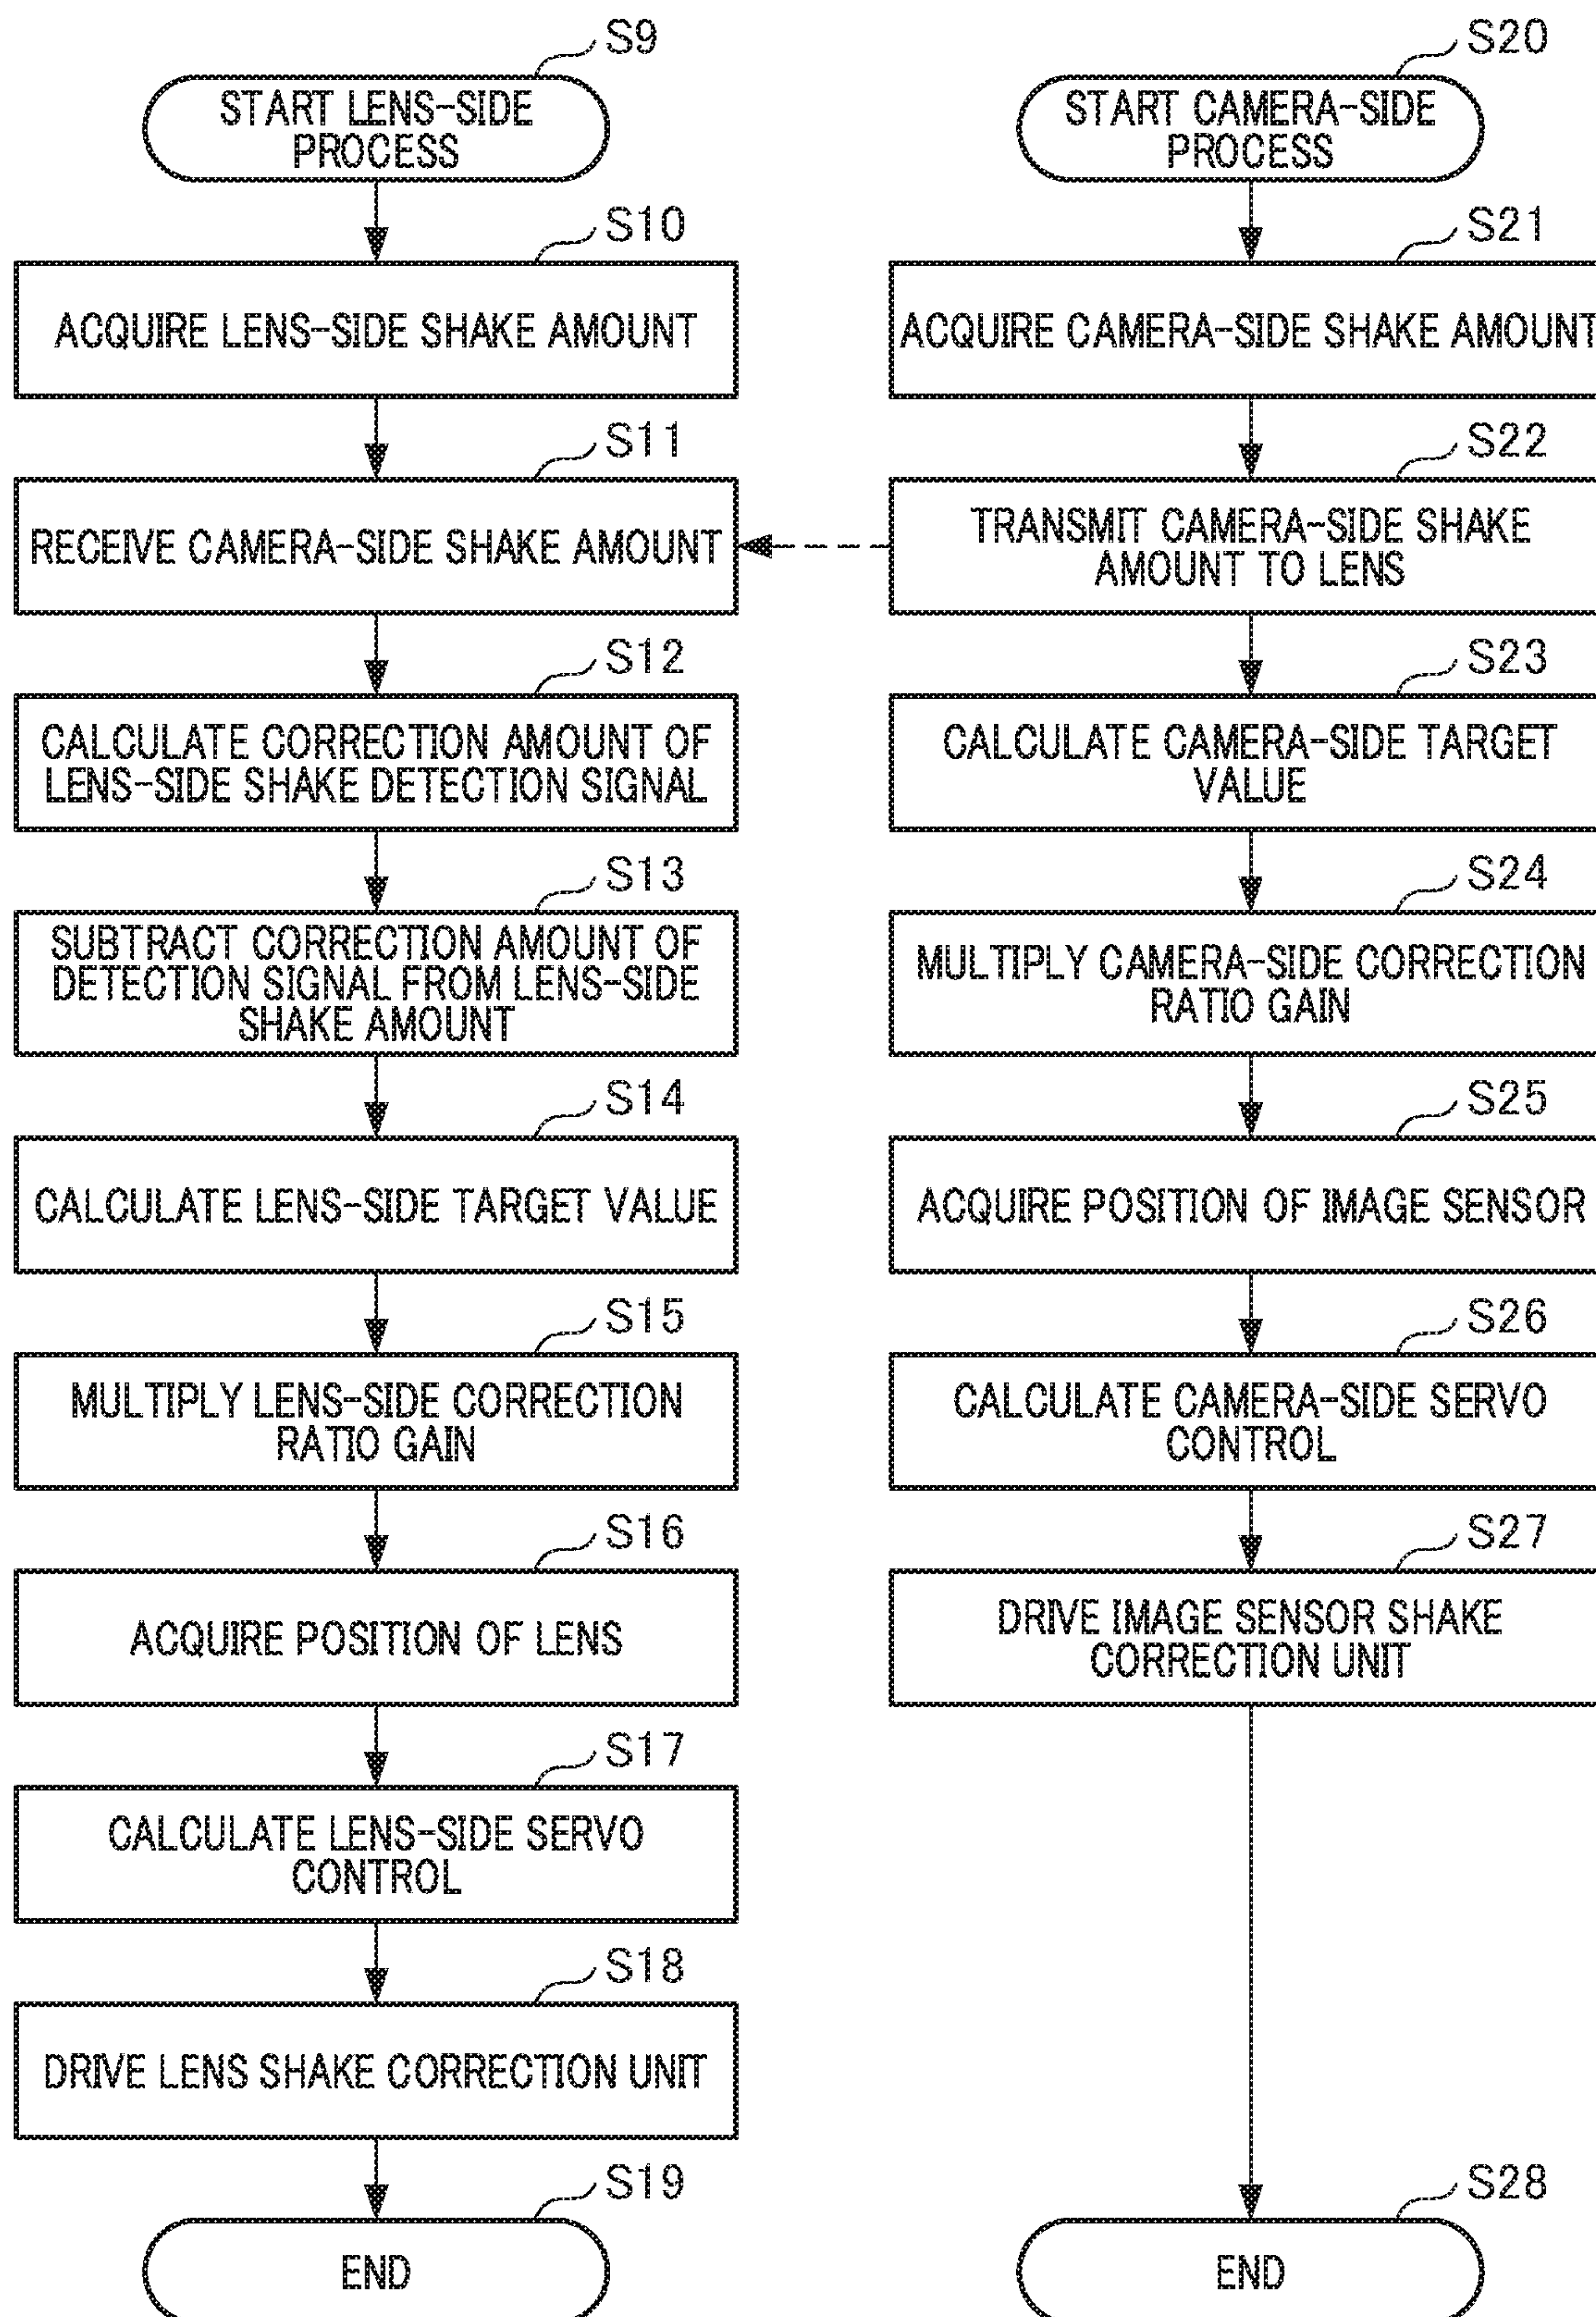 S9
START LENS-SIDE
PROCESS
S10
ACQUIRE LENS-SIDE SHAKE AMOUNT
S11
RECEIVE CAMERA-SIDE SHAKE AMOUNT
S12
CALCULATE CORRECTION AMOUNT OF
LENS-SIDE SHAKE DETECTION SIGNAL
S13
SUBTRACT CORRECTION AMOUNT OF
DETECTION SIGNAL FROM LENS-SIDE
SHAKE AMOUNT
S14
CALCULATE LENS-SIDE TARGET VALUE
S15
MULTIPLY LENS-SIDE CORRECTION
RATIO GAIN
S16
ACQUIRE POSITION OF LENS
S17
CALCULATE LENS-SIDE SERVO
CONTROL
S18
DRIVE LENS SHAKE CORRECTION UNIT
S19
END
S20
START CAMERA-SIDE
PROCESS
S21
ACQUIRE CAMERA-SIDE SHAKE AMOUNT
S22
TRANSMIT CAMERA-SIDE SHAKE
AMOUNT TO LENS
S23
CALCULATE CAMERA-SIDE TARGET
VALUE
S24
MULTIPLY CAMERA-SIDE CORRECTION
RATIO GAIN
S25
ACQUIRE POSITION OF IMAGE SENSOR
S26
CALCULATE CAMERA-SIDE SERVO
CONTROL
S27
DRIVE IMAGE SENSOR SHAKE
CORRECTION UNIT
S28
END